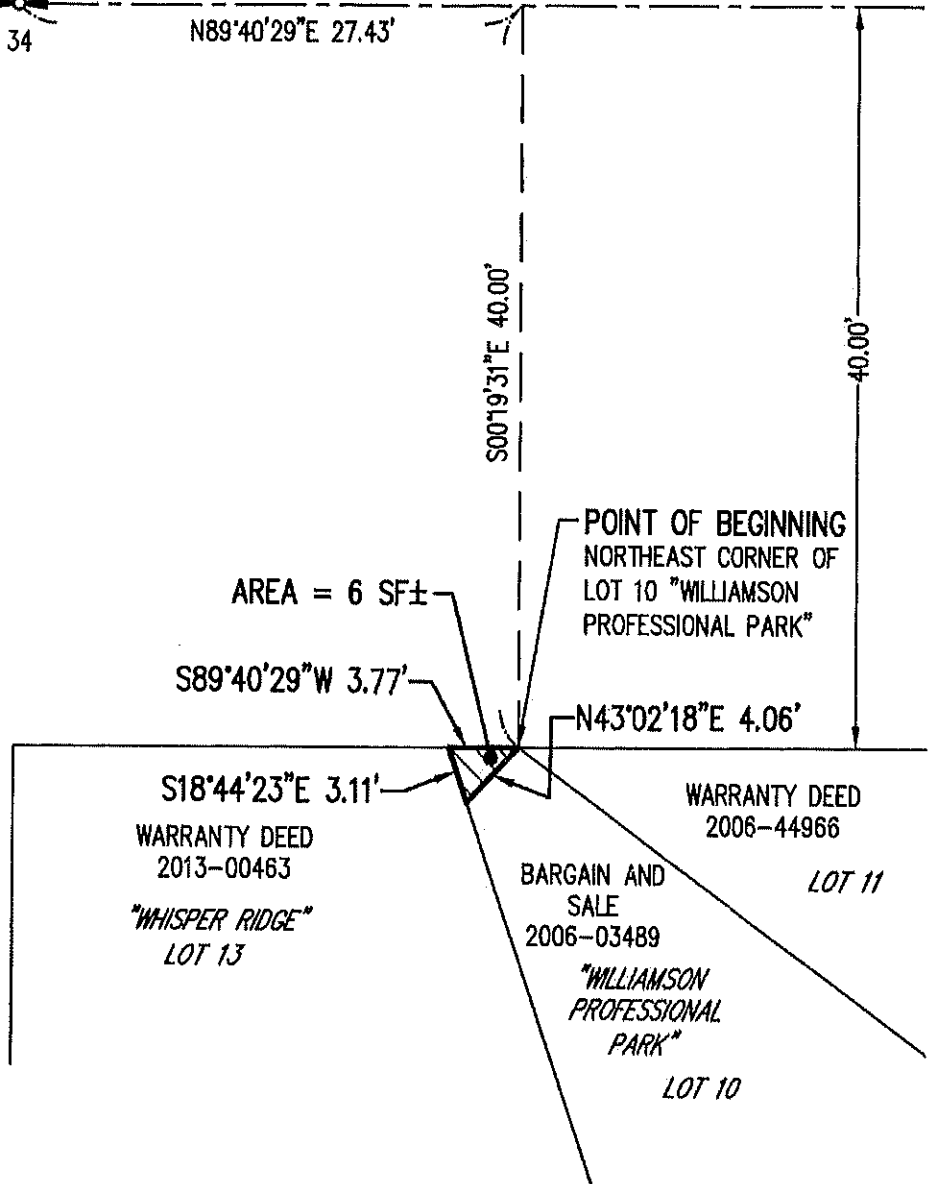 34
N89°40'29"E 27.43'
S00°19'31"E 40.00'
40.00'
POINT OF BEGINNING
NORTHEAST CORNER OF
LOT 10 "WILLIAMSON
PROFESSIONAL PARK"
AREA = 6 SF±
S89°40'29"W 3.77'
N43°02'18"E 4.06'
S18°44'23"E 3.11'
WARRANTY DEED
2013-00463
"WHISPER RIDGE"
LOT 13
WARRANTY DEED
2006-44966
LOT 11
BARGAIN AND
SALE
2006-03489
"WILLIAMSON
PROFESSIONAL
PARK"
LOT 10